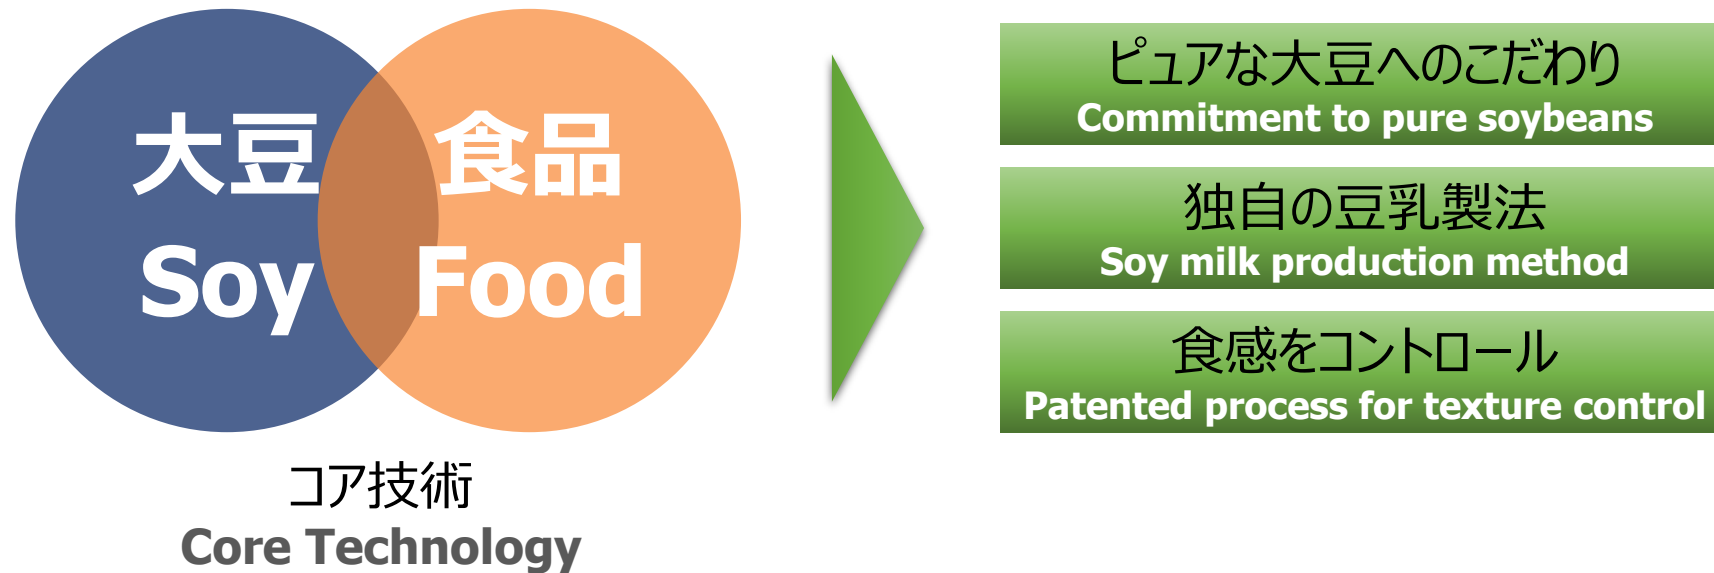 大豆
Soy
食品
Food
コア技術
Core Technology
ピュアな大豆へのこだわり
Commitment to pure soybeans
独自の豆乳製法
Soy milk production method
食感をコントロール
Patented process for texture control